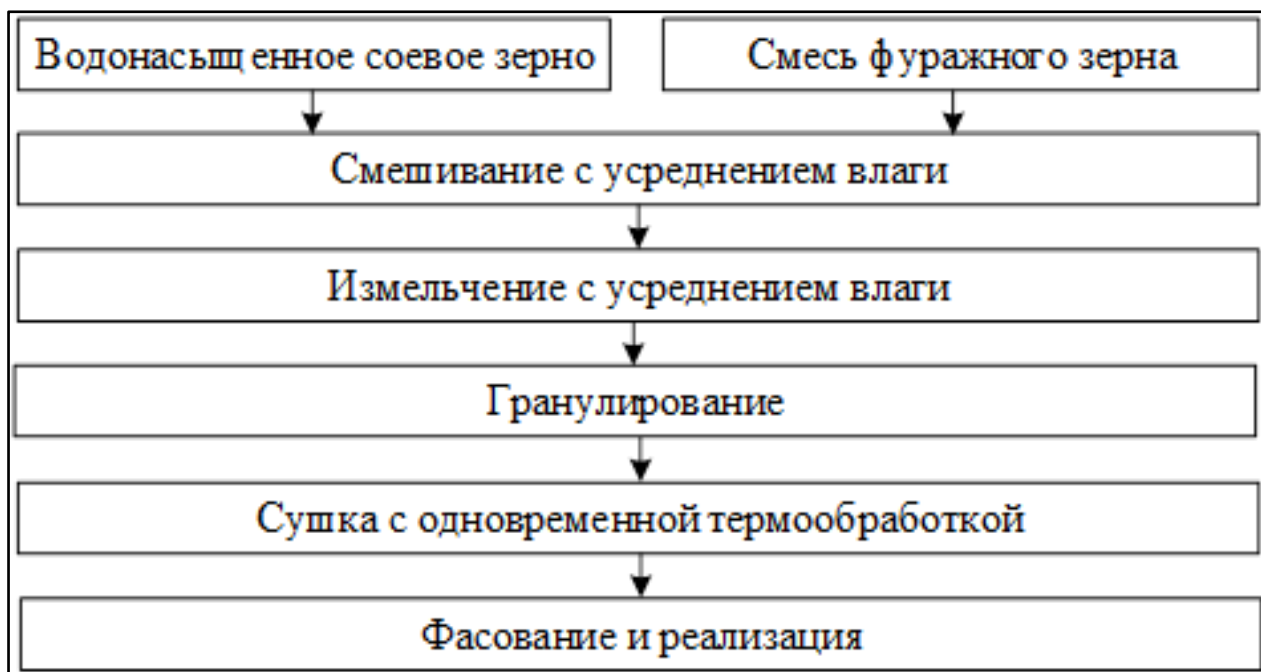 Водонасыщенное соевое зерно
Смесь фуражного зерна
Смешивание с усреднением влаги
Измельчение с усреднением влаги
Гранулирование
Сушка с одновременной термообработкой
Фасование и реализация